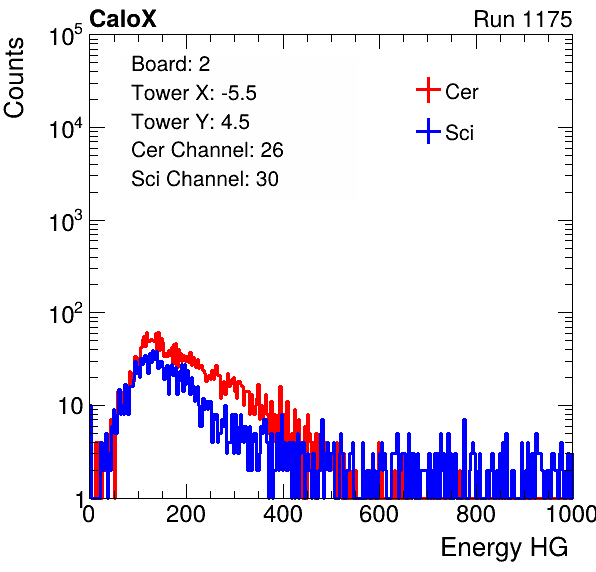 CaloX Run 1175
Counts
Board: 2
Tower X: -5.5
Tower Y: 4.5
Cer Channel: 26
Sci Channel: 30
Cer
Sci
10^5
10^4
10^3
10^2
10
1
0 200 400 600 800 1000
Energy HG